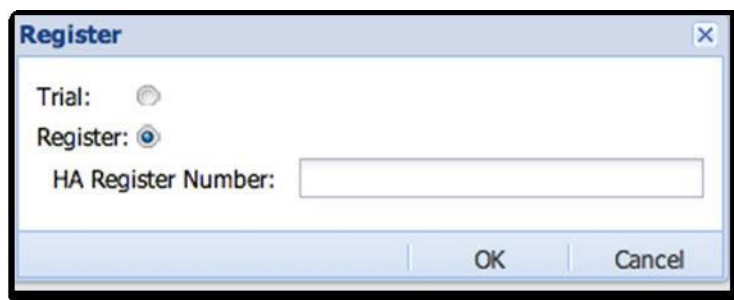 Register
Trial:
Register:
HA Register Number:
OK Cancel